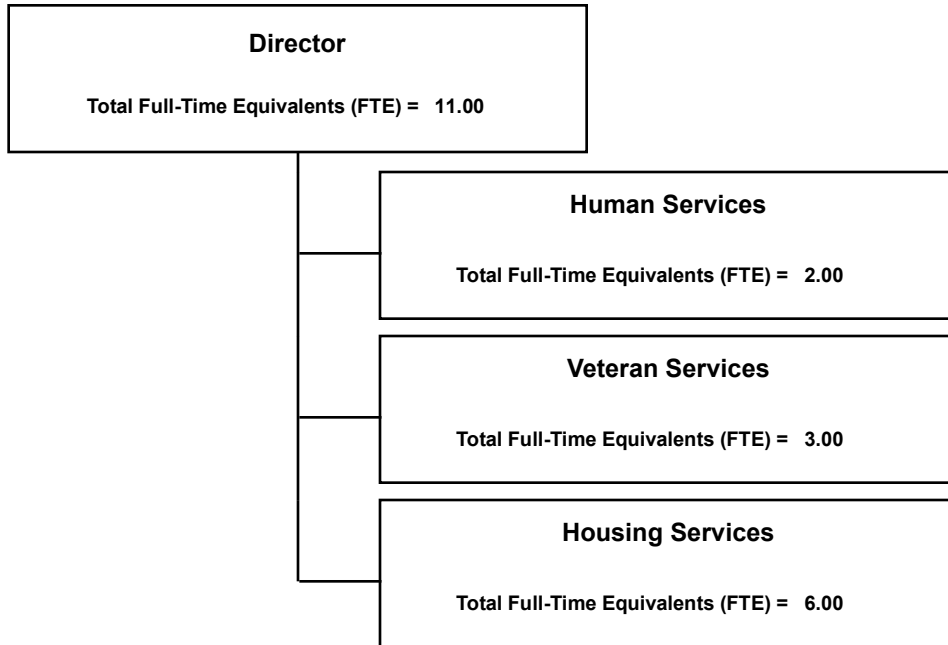 Director
Total Full-Time Equivalents (FTE) = 11.00
Human Services
Total Full-Time Equivalents (FTE) = 2.00
Veteran Services
Total Full-Time Equivalents (FTE) = 3.00
Housing Services
Total Full-Time Equivalents (FTE) = 6.00